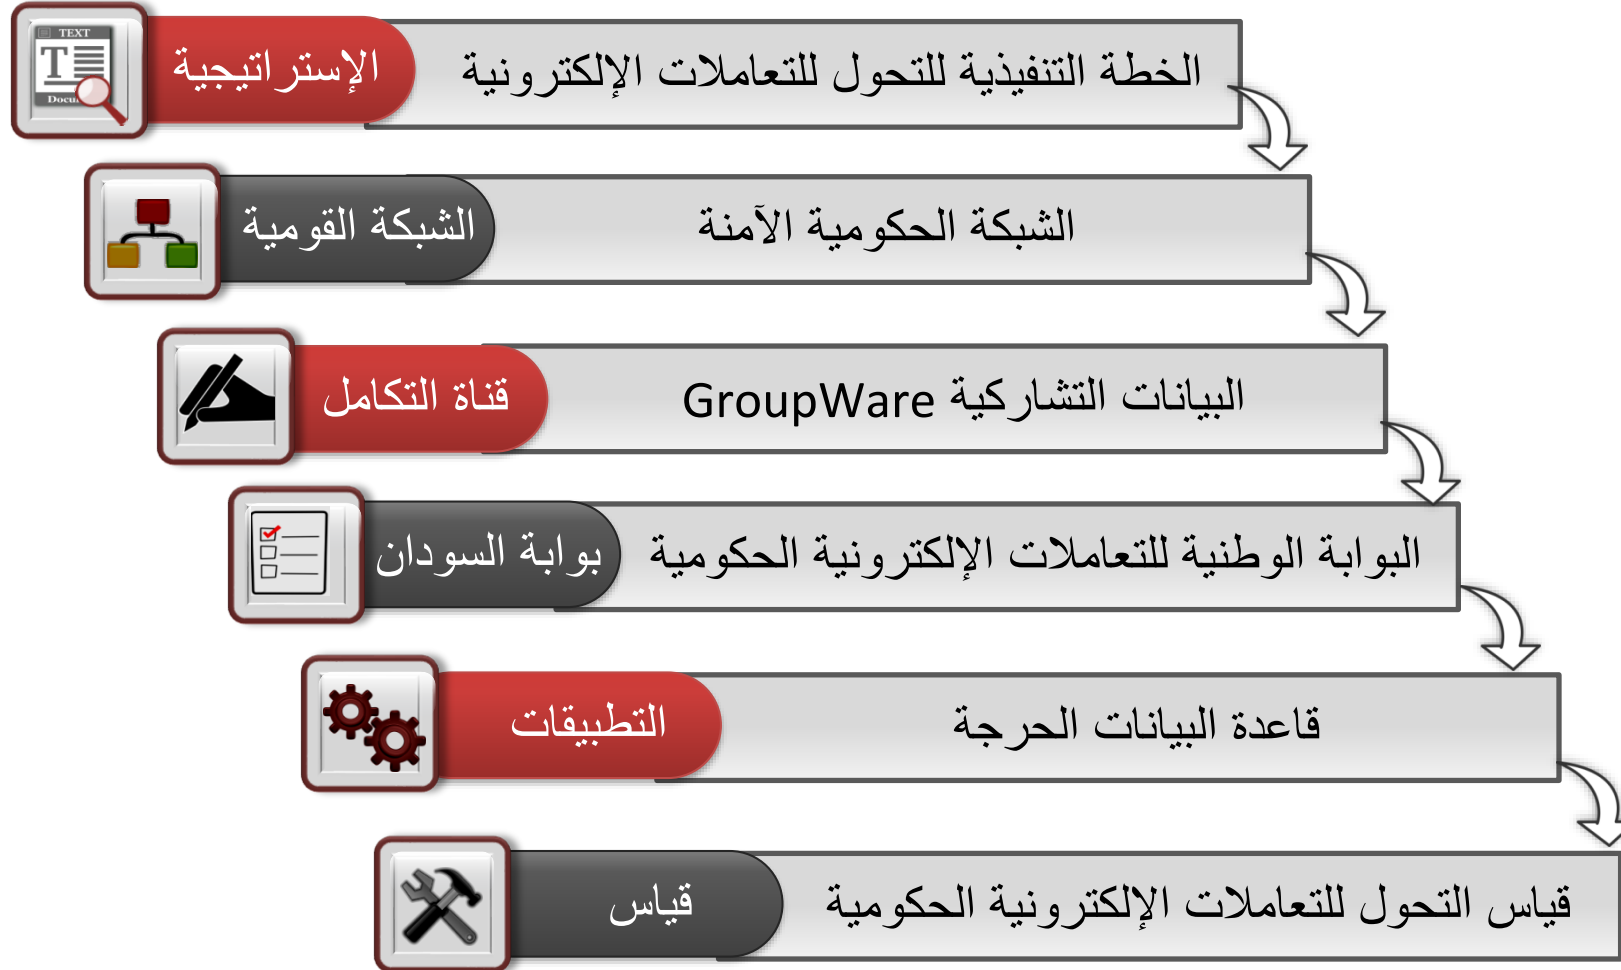 TEXT
T
الإستراتيجية
الخطة التنفيذية للتحول للتعاملات الإلكترونية
الشبكة القومية
الشبكة الحكومية الآمنة
قناة التكامل
البيانات التشاركية GroupWare
بوابة السودان
البوابة الوطنية للتعاملات الإلكترونية الحكومية
التطبيقات
قاعدة البيانات الحرجة
قياس
قياس التحول للتعاملات الإلكترونية الحكومية